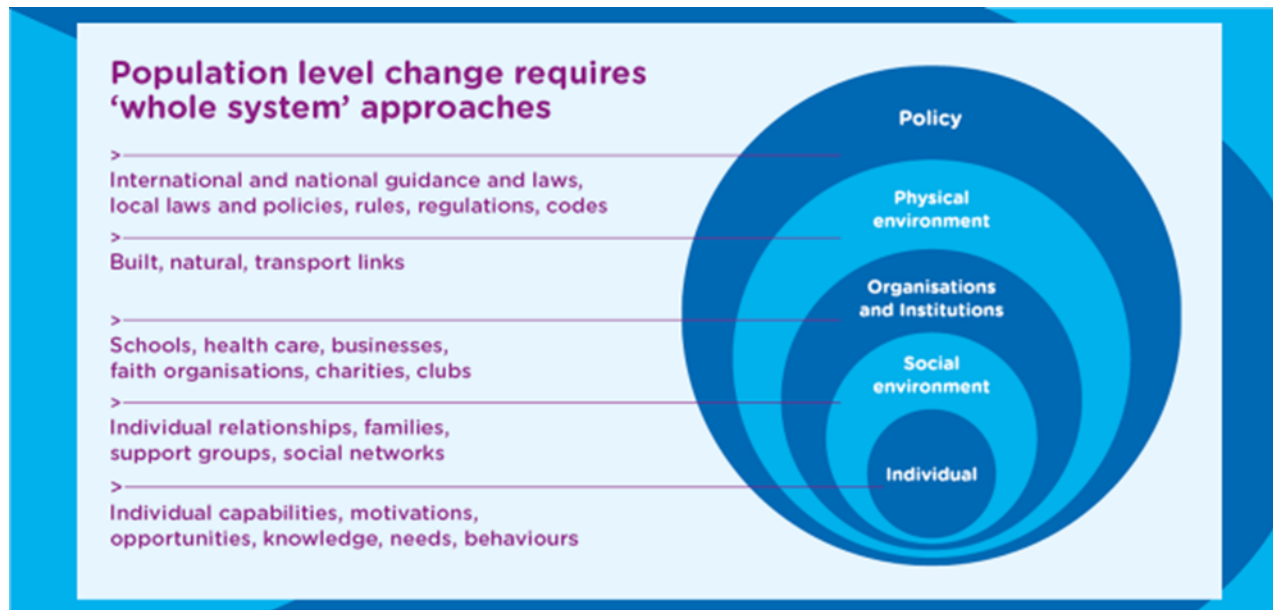 Population level change requires
‘whole system’ approaches
>
International and national guidance and laws,
local laws and policies, rules, regulations, codes
>
Built, natural, transport links
>
Schools, health care, businesses,
faith organisations, charities, clubs
>
Individual relationships, families,
support groups, social networks
>
Individual capabilities, motivations,
opportunities, knowledge, needs, behaviours
Policy
Physical
environment
Organisations
and Institutions
Social
environment
Individual